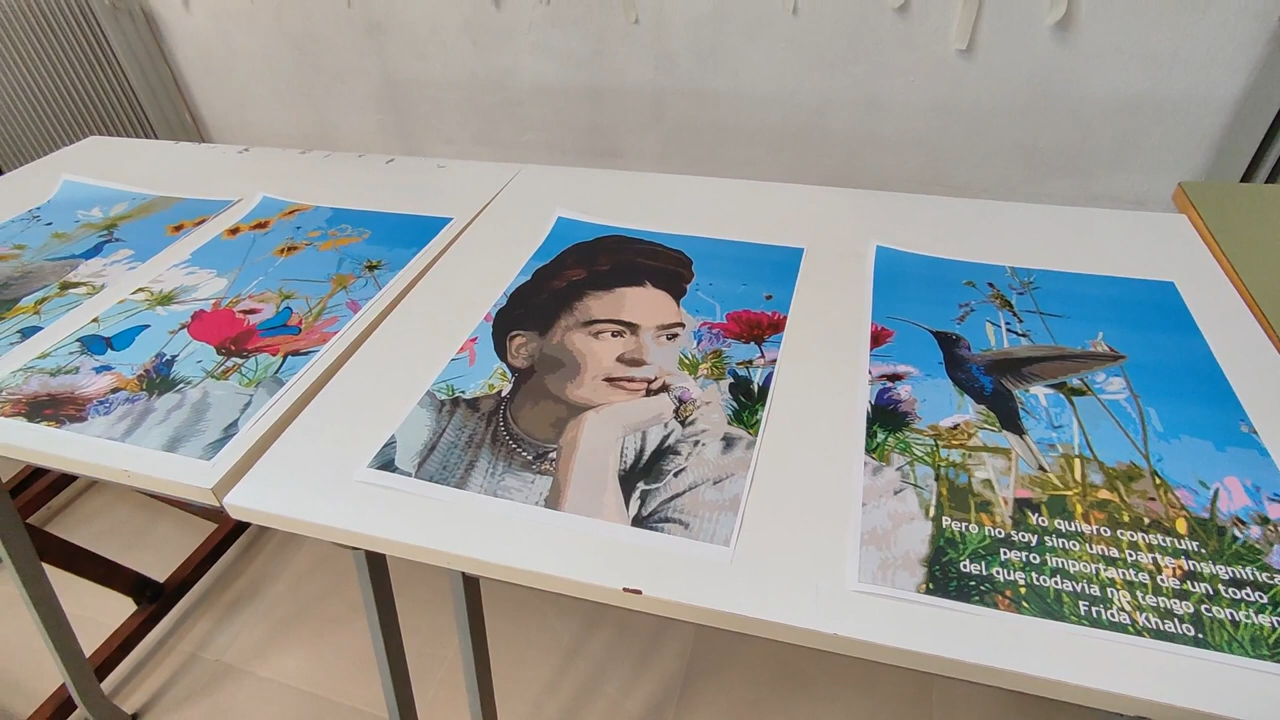 Yo quiero construir.
Pero no soy sino una parte insignifica
pero importante de un todo
del que todavia no tengo concien
Frida Khalo.